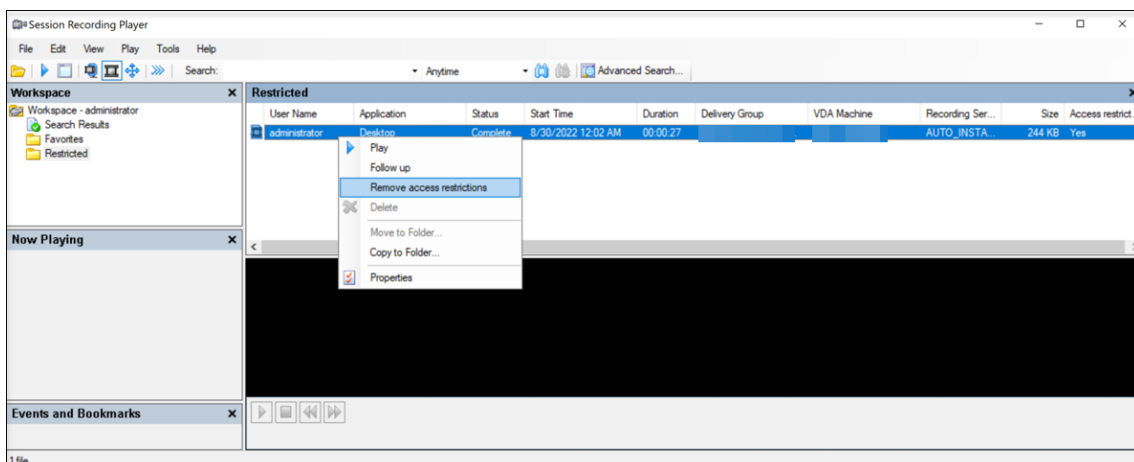 Session Recording Player
File Edit View Play Tools Help
Search: Anytime Advanced Search...
Workspace
Workspace - administrator
Search Results
Favorites
Restricted
Restricted
User Name Application Status Start Time Duration Delivery Group VDA Machine Recording Ser... Size Access restrict.
administrator Desktop Complete 8/30/2022 12:02 AM 00:00:27 AUTO_INSTA... 244 KB Yes
Play
Follow up
Remove access restrictions
Delete
Move to Folder...
Copy to Folder...
Properties
Now Playing
Events and Bookmarks
1 file